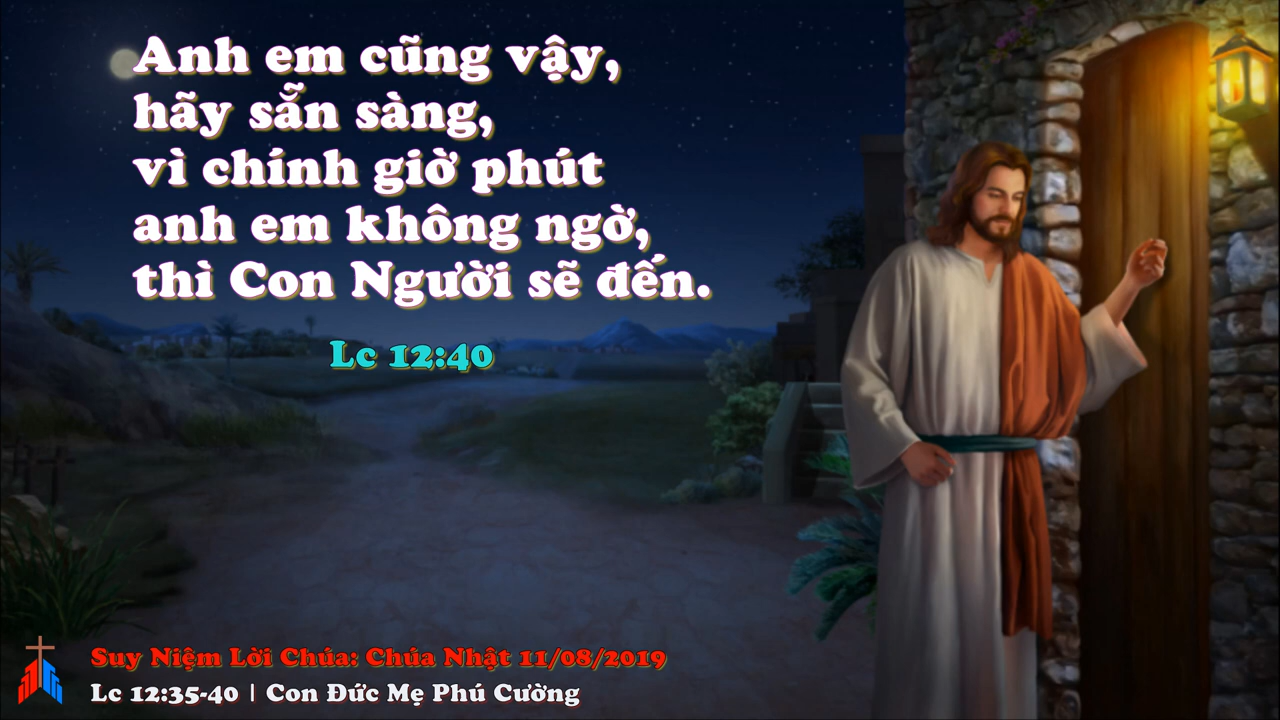 Anh em cũng vậy,
hãy sẵn sàng,
vì chính giờ phút
anh em không ngờ,
thì Con Người sẽ đến.
Lc 12:40
Suy Niệm Lời Chúa: Chúa Nhật 11/08/2019
Lc 12:35-40 | Con Đức Mẹ Phú Cường